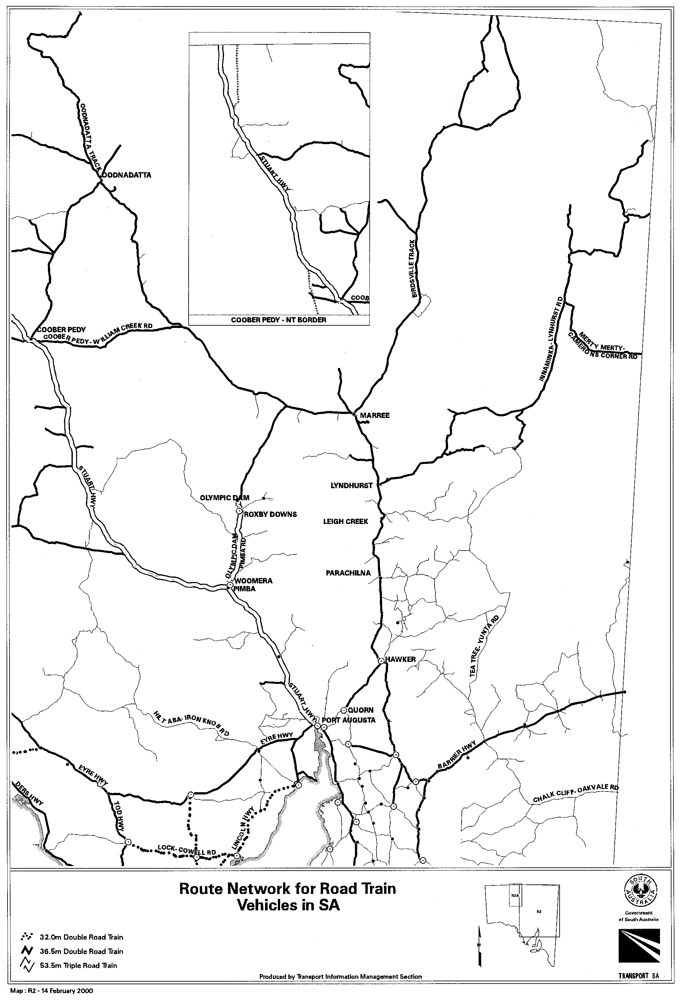 OODNADATTA TRACK
OODNADATTA
STUART HWY
COOB
COOBER PEDY - NT BORDER
BIRDSVILLE TRACK
INNAMINKA - LYNHURST RD
MERTY MERTY-
CAMERONS CORNER RD
COOBER PEDY
COOBER PEDY - WILLIAM CREEK RD
MARREE
STUART HWY
LYNDHURST
OLYMPIC DAM
ROXBY DOWNS
LEIGH CREEK
OLYMPIC DAM
PIMBA RD
PARACHILNA
WOOMERA
PIMBA
TEA TREE- YUNTA RD
HAWKER
STUART HWY
QUORN
PORT AUGUSTA
HILTABA- IRON KNOB RD
EYRE HWY
BARRIER HWY
EYRE HWY
DERS HWY
TOD HWY
LINCOLN HWY
LOCK- COWELL RD
CHALK CLIFF- OAKVALE RD
Route Network for Road Train
Vehicles in SA
32.0m Double Road Train
36.5m Double Road Train
53.5m Triple Road Train
Produced by Transport Information Management Section
R2A
R2
N
SOUTH
AUSTRALIA
Government
of South Australia
TRANSPORT SA
Map : R2 - 14 February 2000